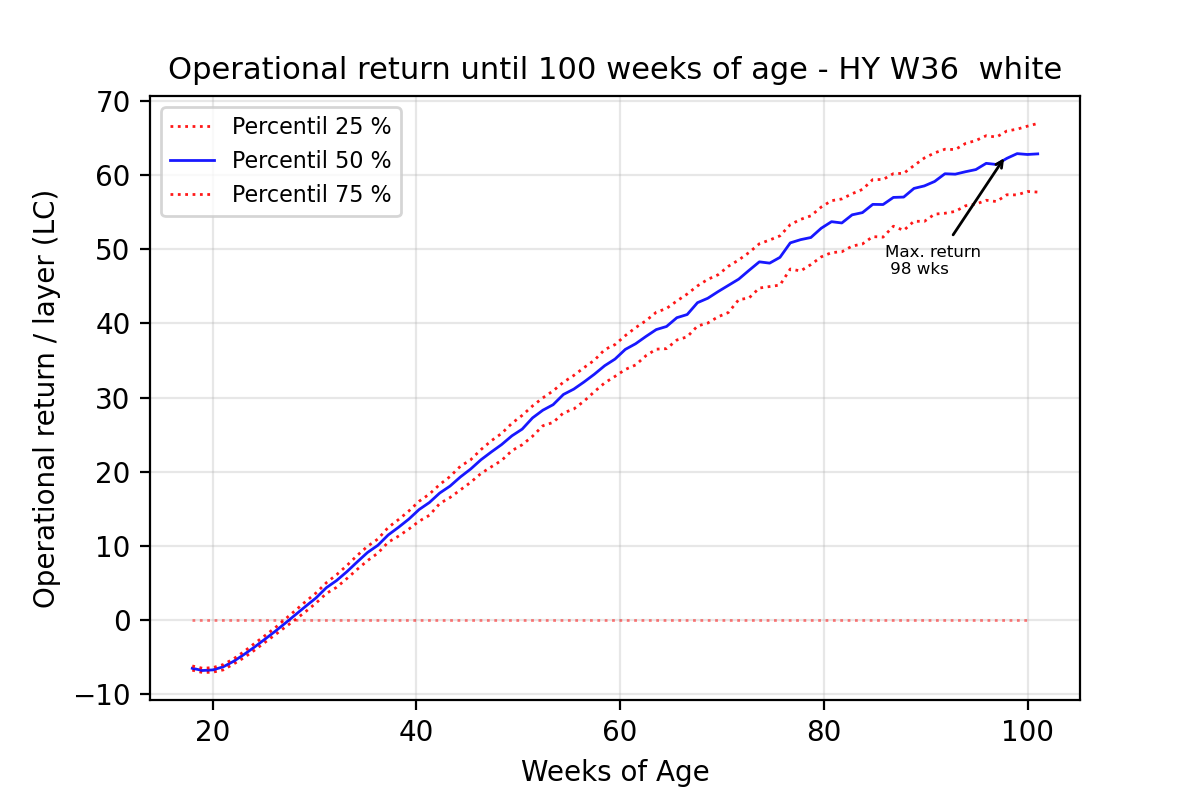 Operational return until 100 weeks of age - HY W36  white
70
60
50
40
30
20
10
0
−10
Operational return / layer (LC)
Percentil 25 %
Percentil 50 %
Percentil 75 %
Max. return
98 wks
20 40 60 80 100
Weeks of Age